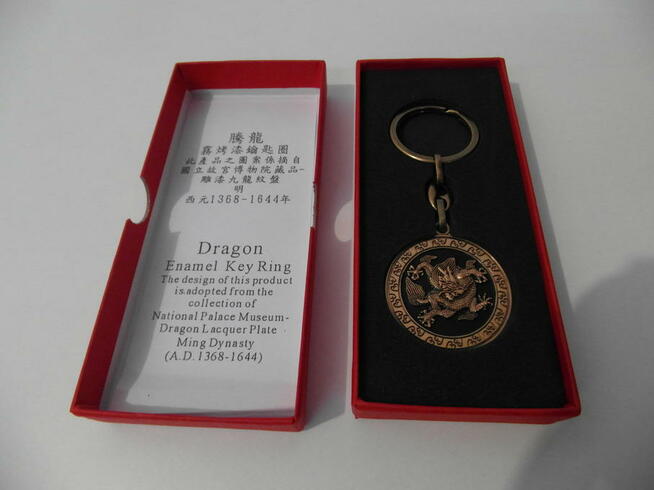 騰龍
霧烤漆鑰匙圈
此產品之圖案係摘自
國立故宮博物院藏品-
雕漆九龍紋盤
明
西元1368-1644年
Dragon
Enamel Key Ring
The design of this product
is adopted from the
collection of
National Palace Museum-
Dragon Lacquer Plate
Ming Dynasty
(A.D.1368-1644)